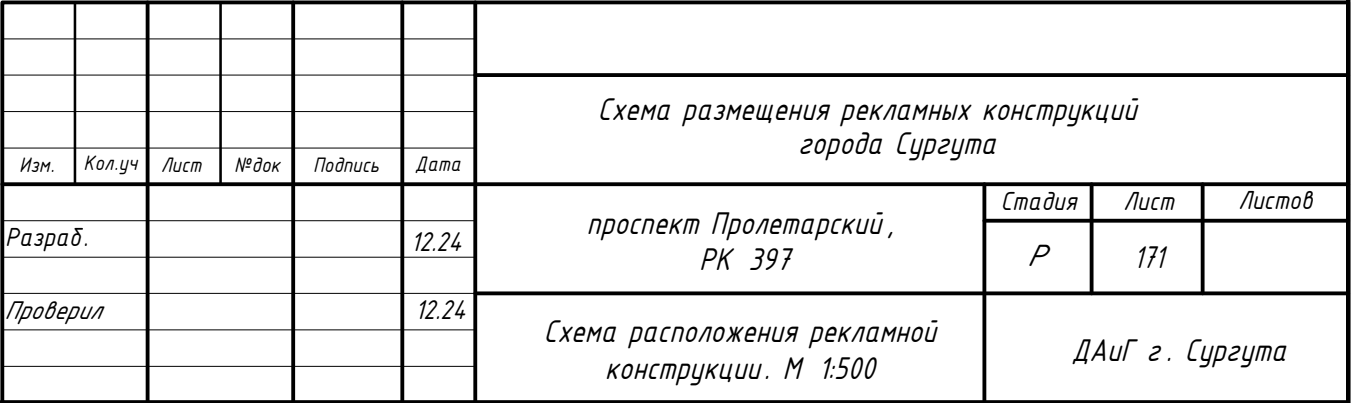 Схема размещения рекламных конструкций
города Сургута
Изм. Кол.уч Лист №док Подпись Дата
проспект Пролетарский,
РК 397
Стадия Лист Листов
Р 171
Разраб. 12.24
Проверил 12.24
Схема расположения рекламной
конструкции. М 1:500
ДАиГ г. Сургута